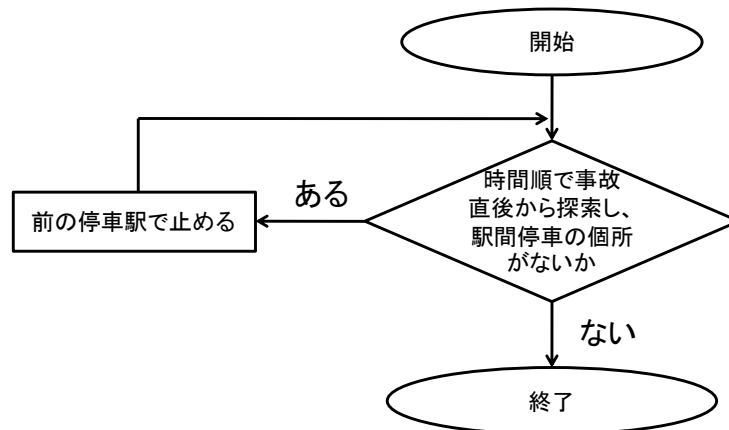 開始
時間順で事故
直後から探索し、
駅間停車の個所
がないか
ある
前の停車駅で止める
ない
終了